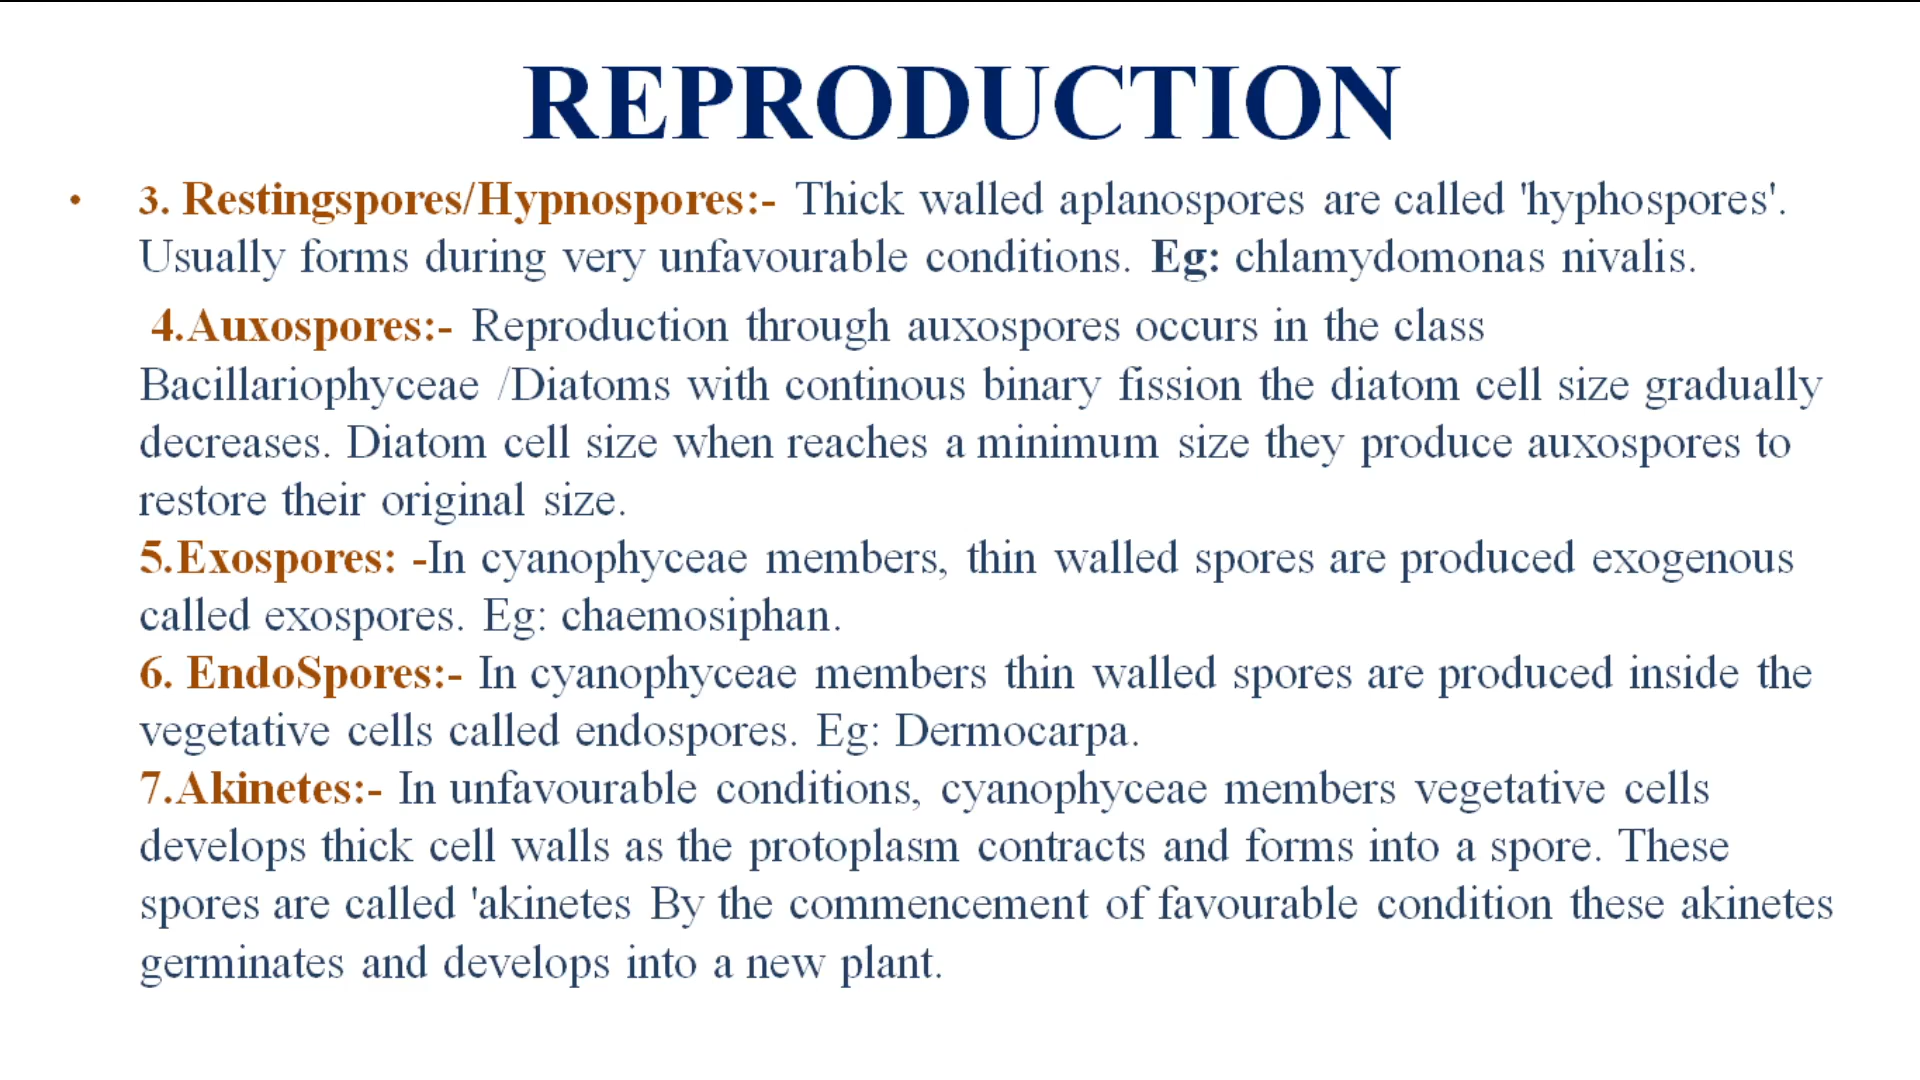 REPRODUCTION
• 3. Restingspores/Hypnospores:- Thick walled aplanospores are called 'hyphospores'.
Usually forms during very unfavourable conditions. Eg: chlamydomonas nivalis.
4.Auxospores:- Reproduction through auxospores occurs in the class
Bacillariophyceae /Diatoms with continous binary fission the diatom cell size gradually
decreases. Diatom cell size when reaches a minimum size they produce auxospores to
restore their original size.
5.Exospores: -In cyanophyceae members, thin walled spores are produced exogenous
called exospores. Eg: chaemosiphan.
6. EndoSpores:- In cyanophyceae members thin walled spores are produced inside the
vegetative cells called endospores. Eg: Dermocarpa.
7.Akinetes:- In unfavourable conditions, cyanophyceae members vegetative cells
develops thick cell walls as the protoplasm contracts and forms into a spore. These
spores are called 'akinetes By the commencement of favourable condition these akinetes
germinates and develops into a new plant.